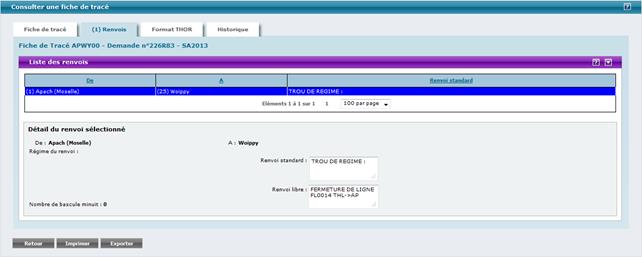 Consulter une fiche de tracé
?
Fiche de tracé (1) Renvois Format THOR Historique
Fiche de Tracé APWY00 - Demande n°226R83 - SA2013
Liste des renvois
?
De A Renvoi standard
(1) Apach (Moselle) (25) Woippy TROU DE REGIME :
Eléments 1 à 1 sur 1 1 100 par page
Détail du renvoi sélectionné
De : Apach (Moselle) A : Woippy
Régime du renvoi :
Renvoi standard : TROU DE REGIME :
Renvoi libre : FERMETURE DE LIGNE
FL0014 THL->AP
Nombre de bascule minuit : 0
Retour Imprimer Exporter